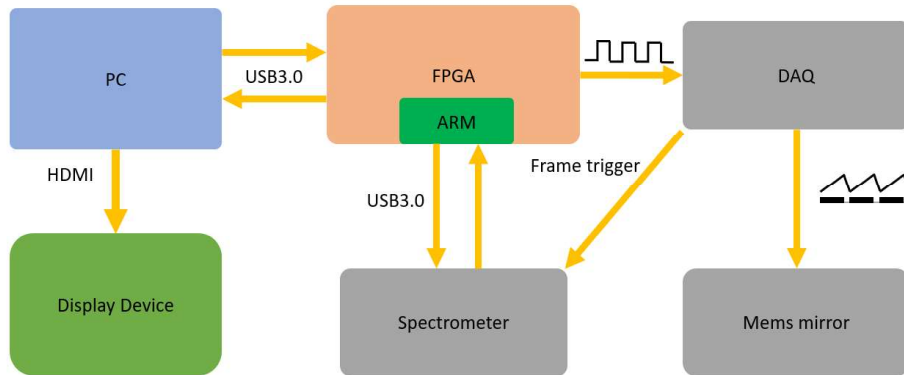 PC
USB3.0
FPGA
ARM
DAQ
HDMI
USB3.0
Frame trigger
Display Device
Spectrometer
Mems mirror